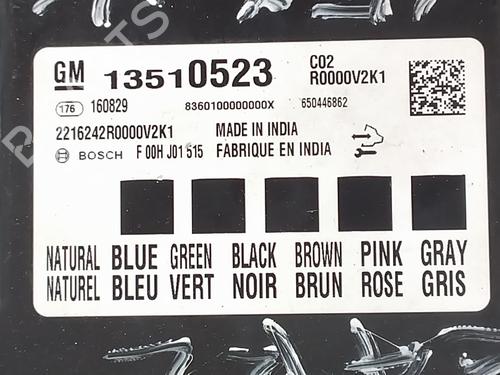 GM 13510523 C02
R0000V2K1
176 160829 8360100000000X 650446862
2216242R0000V2K1 MADE IN INDIA
BOSCH F 00H J01 515 FABRIQUE EN INDIA
NATURAL BLUE GREEN BLACK BROWN PINK GRAY
NATUREL BLEU VERT NOIR BRUN ROSE GRIS